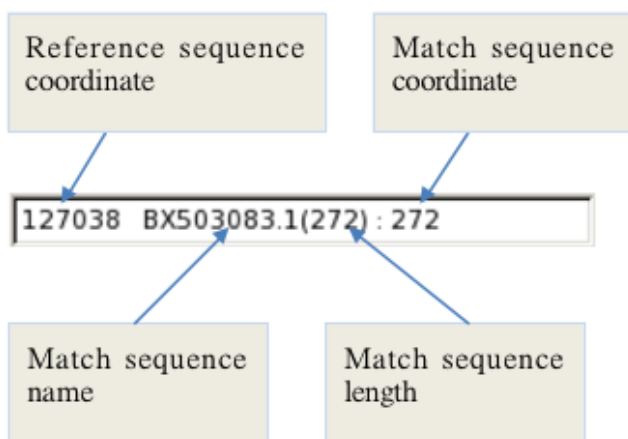 Reference sequence
coordinate
Match sequence
coordinate
127038 BX503083.1(272) : 272
Match sequence
name
Match sequence
length